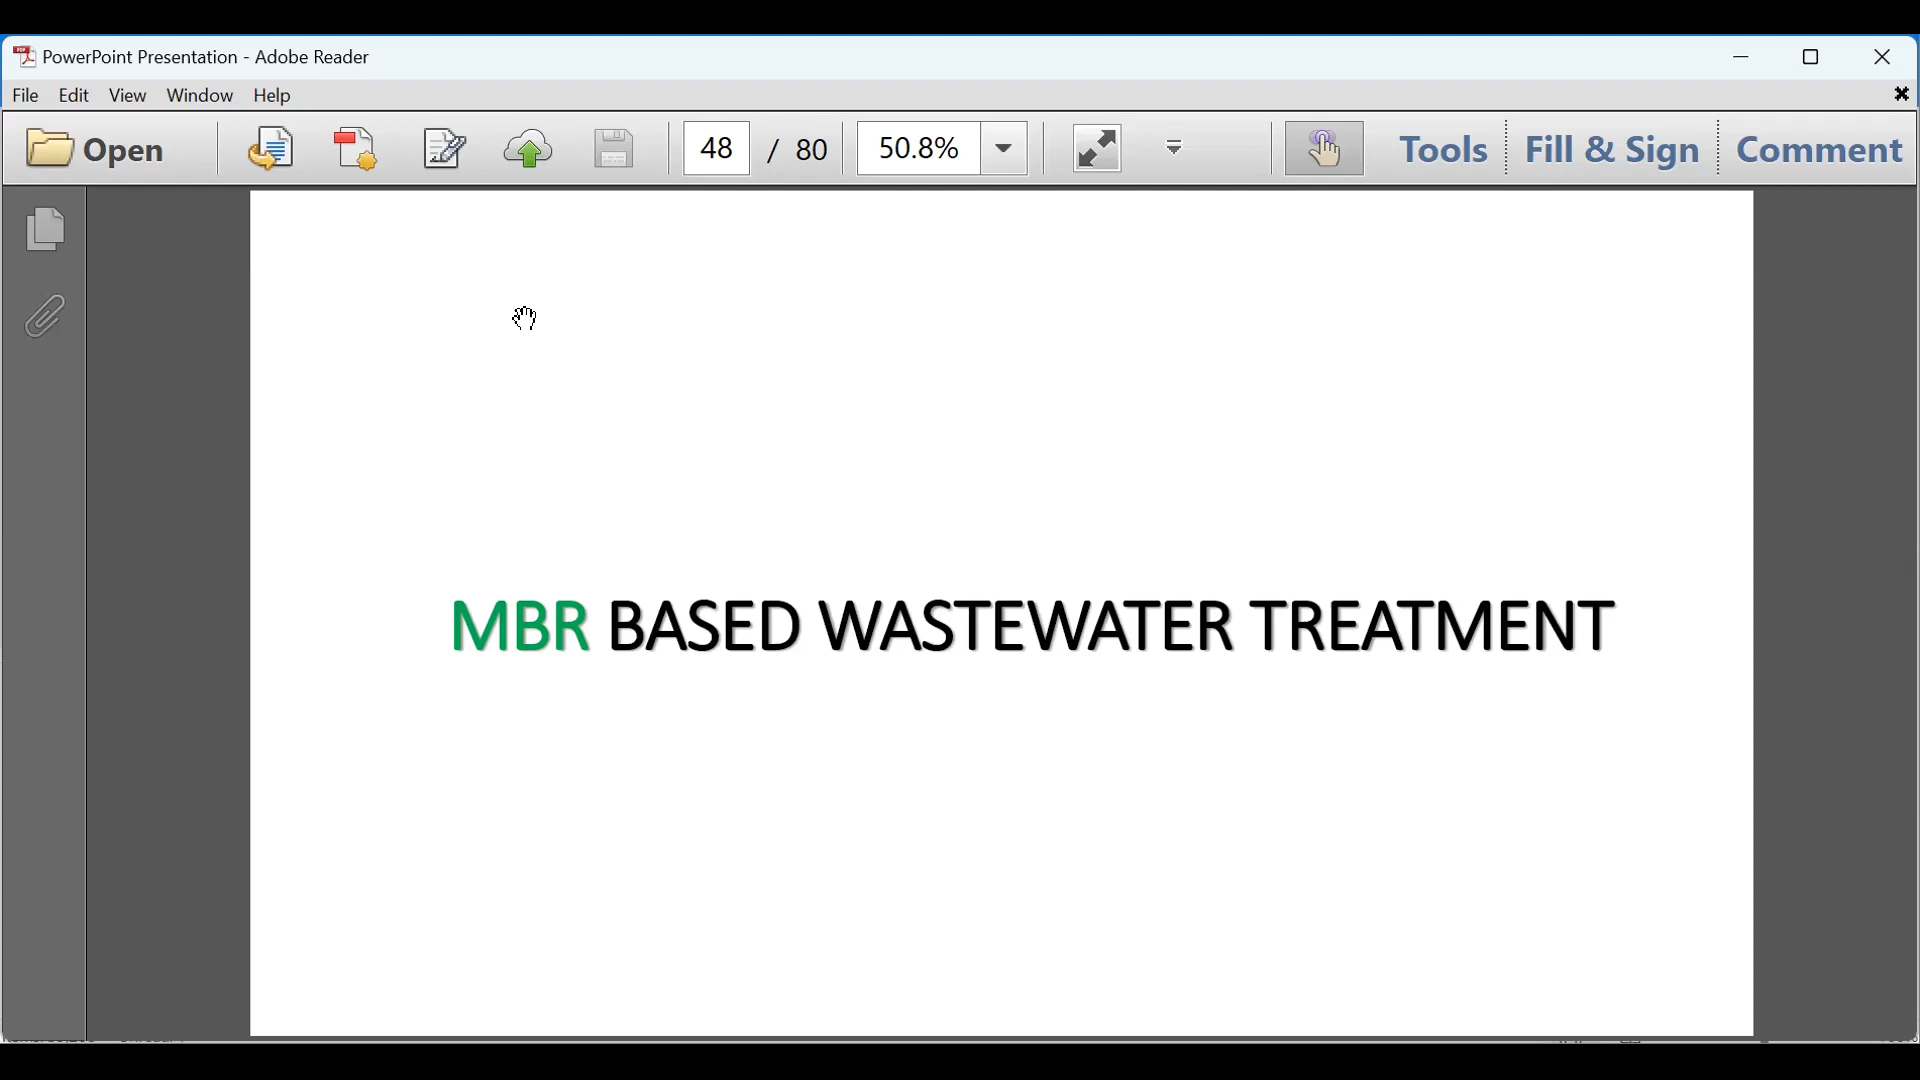 PowerPoint Presentation - Adobe Reader
File Edit View Window Help
Open 48 / 80 50.8% Tools Fill & Sign Comment
MBR BASED WASTEWATER TREATMENT